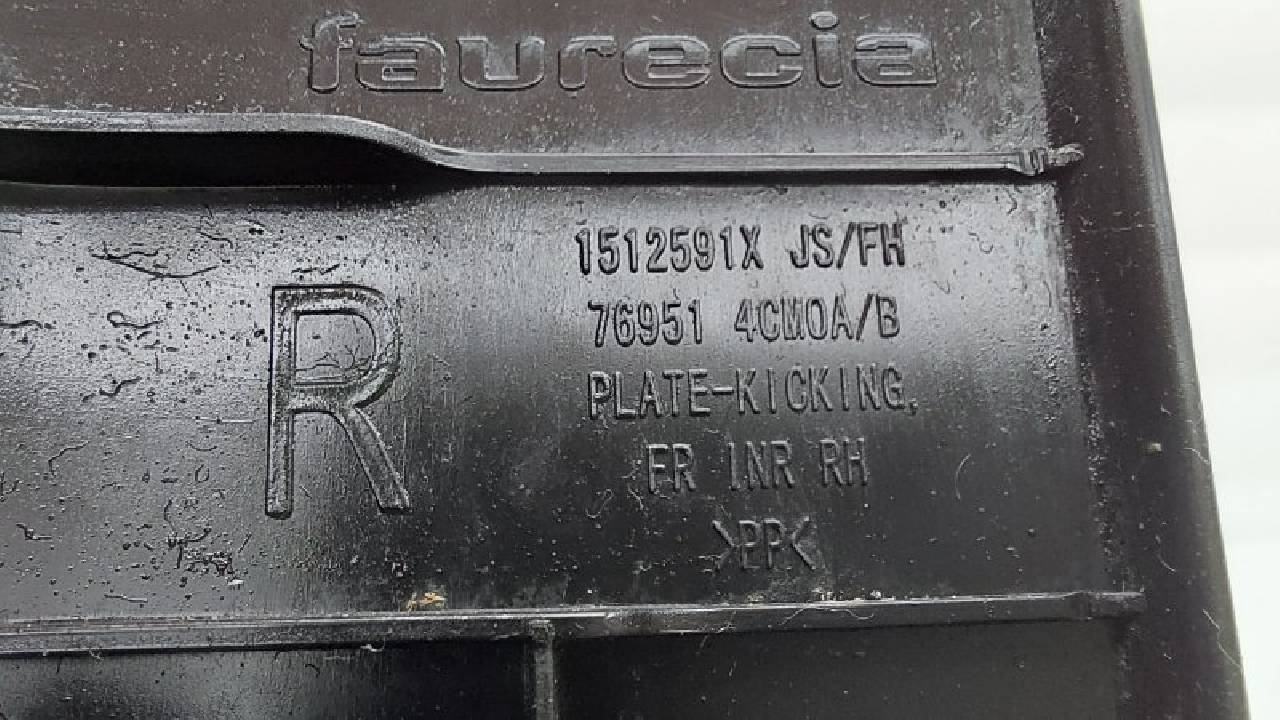 faurecia
1512591X JS/FH
R
76951 4CM0A/B
PLATE-KICKING,
FR INR RH
>PP<